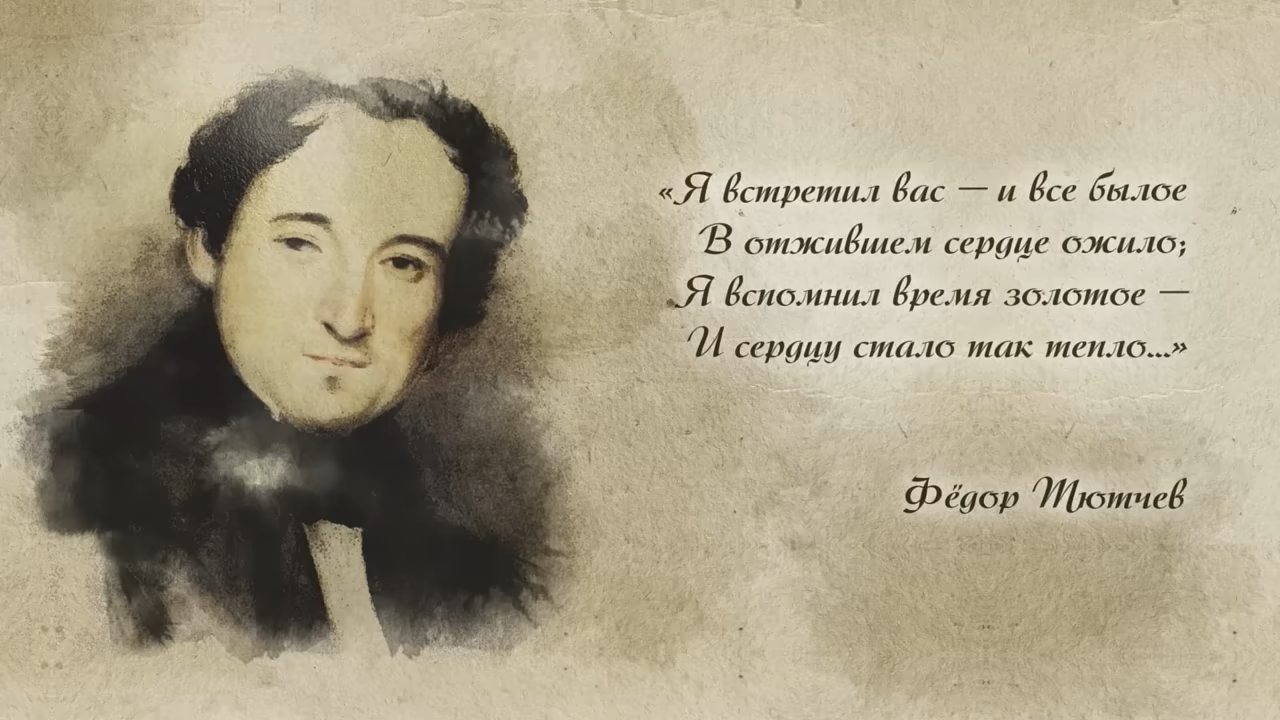 «Я встретил вас — и все былое
В отжившем сердце ожило;
Я вспомнил время золотое —
И сердцу стало так тепло...»
Фёдор Тютчев